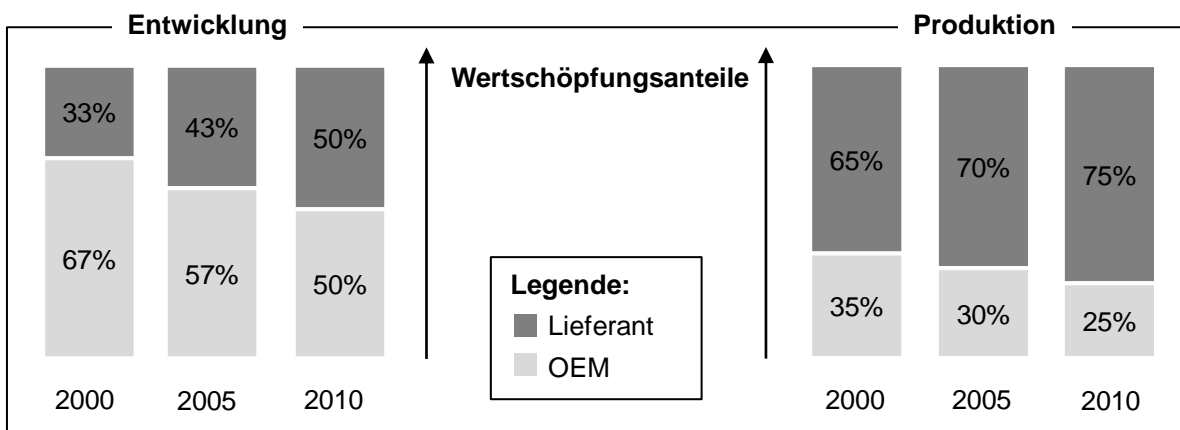 Entwicklung
Produktion
Wertschöpfungsanteile
33% 43% 50%
67% 57% 50%
2000 2005 2010
Legende:
Lieferant
OEM
65% 70% 75%
35% 30% 25%
2000 2005 2010